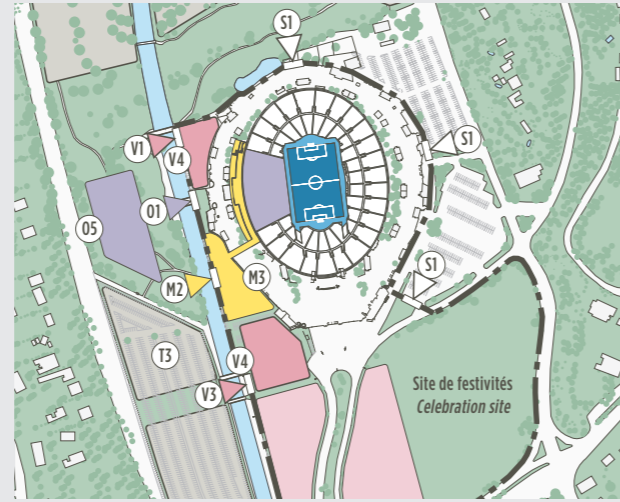 S1
V1
V4
S1
O1
O5
M2
M3
S1
T3
V4
V3
Site de festivités
Celebration site